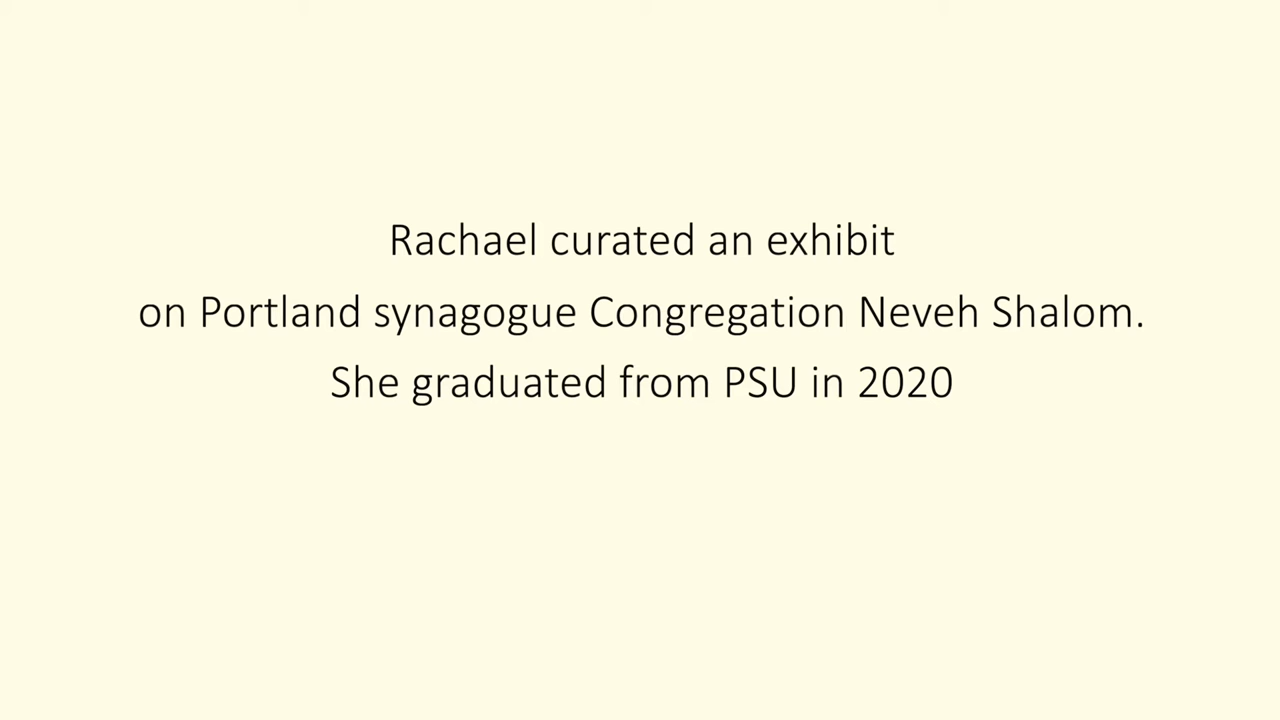 Rachael curated an exhibit
on Portland synagogue Congregation Neveh Shalom.
She graduated from PSU in 2020